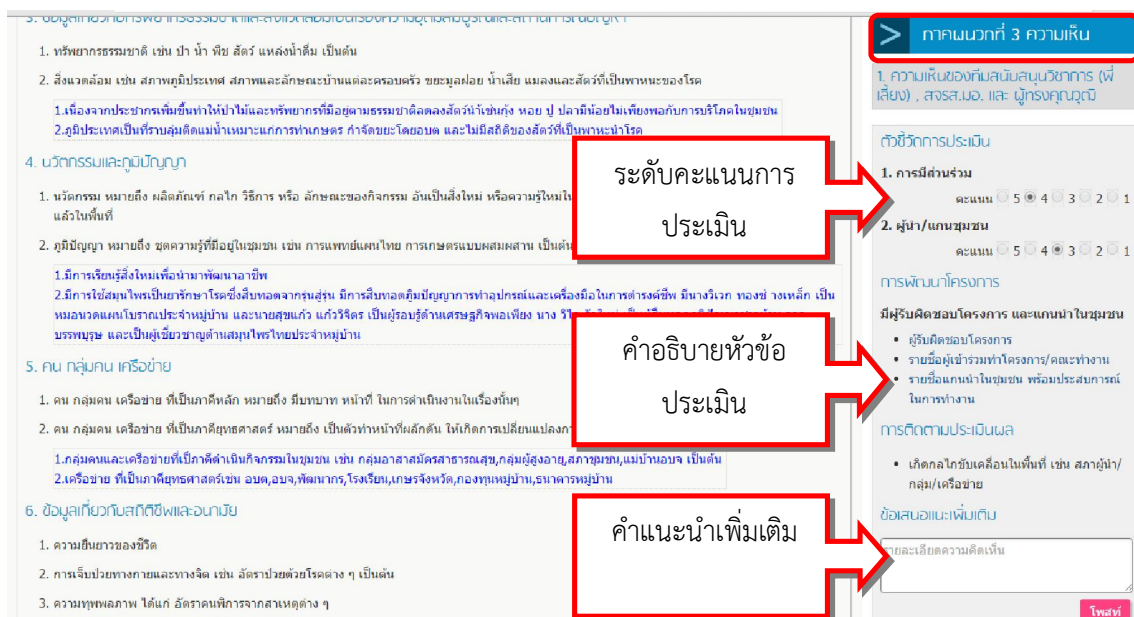 1. ทรัพยากรธรรมชาติ เช่น ป่า น้ำ พืช สัตว์ แหล่งน้ำดื่ม เป็นต้น
2. สิ่งแวดล้อม เช่น สภาพภูมิประเทศ สภาพและลักษณะบ้านแต่ละครอบครัว ขยะมูลฝอย น้ำเสีย แมลงและสัตว์ที่เป็นพาหนะของโรค
1.เนื่องจากประชากรเพิ่มขึ้นทำให้ป่าไม้และทรัพยากรที่มีอยู่ตามธรรมชาติลดลงสัตว์น้ำเช่นกุ้ง หอย ปู ปลามีน้อยไม่เพียงพอกับการบริโภคในชุมชน
2.ภูมิประเทศเป็นที่ราบลุ่มติดแม่น้ำเหมาะแก่การทำเกษตร กำจัดขยะโดยอบต และไม่มีสถิติของสัตว์ที่เป็นพาหะนำโรค
4. นวัตกรรมและภูมิปัญญา
1. นวัตกรรม หมายถึง ผลิตภัณฑ์ กลไก วิธีการ หรือ ลักษณะของกิจกรรม อันเป็นสิ่งใหม่ หรือความรู้ใหม่ใน
แล้วในพื้นที่
2. ภูมิปัญญา หมายถึง ชุดความรู้ที่มีอยู่ในชุมชน เช่น การแพทย์แผนไทย การเกษตรแบบผสมผสาน เป็นต้น
1.มีการเรียนรู้สิ่งใหม่เพื่อนำมาพัฒนาอาชีพ
2.มีการใช้สมุนไพรเป็นยารักษาโรคซึ่งสืบทอดจากรุ่นสู่รุ่น มีการสืบทอดภูมิปัญญาการทำอุปกรณ์และเครื่องมือในการดำรงค์ชีพ มีนางวิเวก ทองช่ างเหล็ก เป็น
หมอนวดแผนโบราณประจำหมู่บ้าน และนายสุขแก้ว แก้ววิจิตร เป็นผู้รอบรู้ด้านเศรษฐกิจพอเพียง นาง
บรรพบุรุษ และเป็นผู้เชี่ยวชาญด้านสมุนไพรไทยประจำหมู่บ้าน
5. คน กลุ่มคน เครือข่าย
1. คน กลุ่มคน เครือข่าย ที่เป็นภาคีหลัก หมายถึง มีบทบาท หน้าที่ ในการดำเนินงานในเรื่องนั้นๆ
2. คน กลุ่มคน เครือข่าย ที่เป็นภาคียุทธศาสตร์ หมายถึง เป็นตัวทำหน้าที่ผลักดัน ให้เกิดการเปลี่ยนแปลง
1.กลุ่มคนและเครือข่ายที่เป็ภาคีดำเนินกิจกรรมในชุมชน เช่น กลุ่มอาสาสมัครสาธารณสุข,กลุ่มผู้สูงอายุ,สภาชุมชน,แม่บ้านอบจ เป็นต้น
2.เครือข่าย ที่เป็นภาคียุทธศาสตร์เช่น อบต,อบจ,พัฒนากร,โรงเรียน,เกษรจังหวัด,กองทุนหมู่บ้าน,ธนาคารหมู่บ้าน
6. ข้อมูลเกี่ยวกับสถิติชีพและอนามัย
1. ความยืนยาวของชีวิต
2. การเจ็บป่วยทางกายและทางจิต เช่น อัตราป่วยด้วยโรคต่าง ๆ เป็นต้น
3. ความทุพพลภาพ ได้แก่ อัตราคนพิการจากสาเหตุต่าง ๆ
ระดับคะแนนการ
ประเมิน
คำอธิบายหัวข้อ
ประเมิน
คำแนะนำเพิ่มเติม
> ภาคผนวกที่ 3 ความเห็น
1. ความเห็นของทีมสนับสนุนวิชาการ (พี่
เลี้ยง) , สจรส.มอ. และ ผู้ทรงคุณวุฒิ
ตัวชี้วัดการประเมิน
1. การมีส่วนร่วม
คะแนน 5 4 3 2 1
2. ผู้นำ/แกนชุมชน
คะแนน 5 4 3 2 1
การพัฒนาโครงการ
มีผู้รับผิดชอบโครงการ และแกนนำในชุมชน
ผู้รับผิดชอบโครงการ
รายชื่อผู้เข้าร่วมทำโครงการ/คณะทำงาน
รายชื่อแกนนำในชุมชน พร้อมประสบการณ์
ในการทำงาน
การติดตามประเมินผล
เกิดกลไกขับเคลื่อนในพื้นที่ เช่น สภาผู้นำ/
กลุ่ม/เครือข่าย
ข้อเสนอแนะเพิ่มเติม
รายละเอียดความคิดเห็น
โพสท์